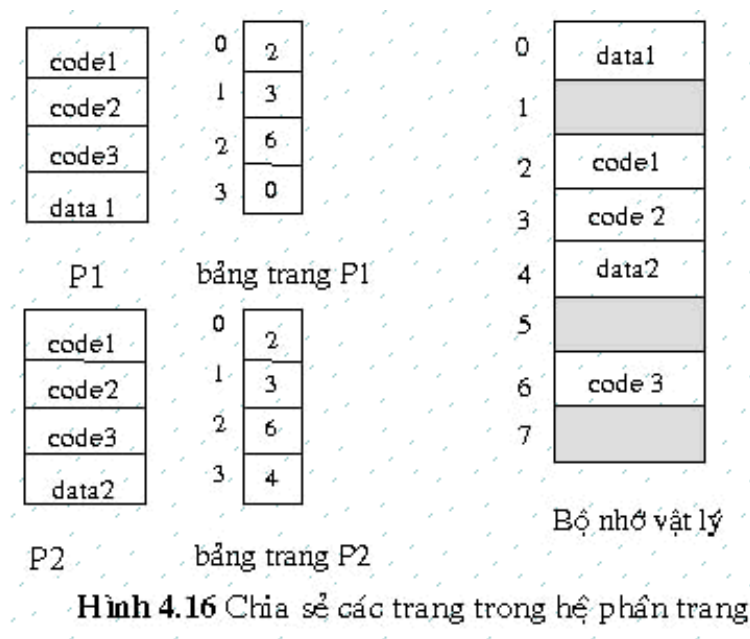 code1
code2
code3
data 1
P1
0 2
1 3
2 6
3 0
bảng trang P1
code1
code2
code3
data2
P2
0 2
1 3
2 6
3 4
bảng trang P2
0 data1
1
2 code1
3 code 2
4 data2
5
6 code 3
7
Bộ nhớ vật lý
Hình 4.16 Chia sẻ các trang trong hệ phân trang